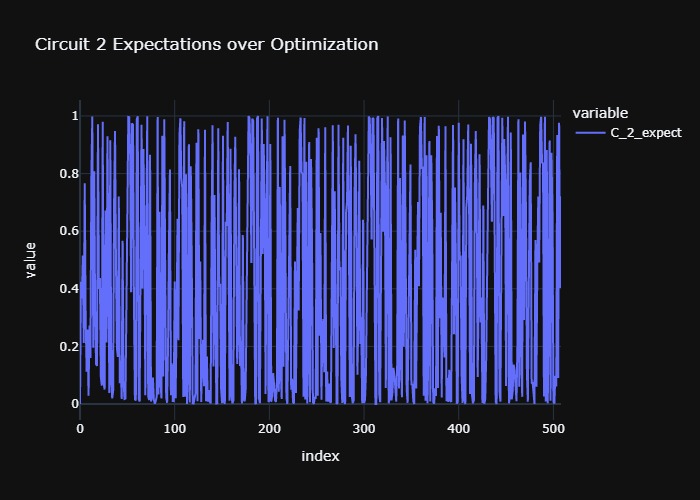 Circuit 2 Expectations over Optimization
variable
C_2_expect
value
1
0.8
0.6
0.4
0.2
0
0 100 200 300 400 500
index